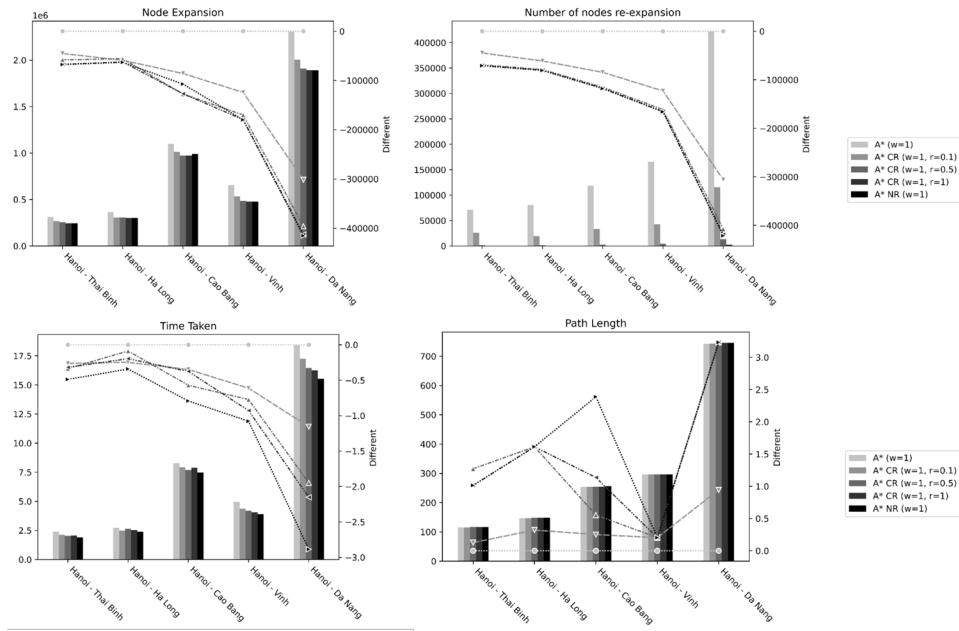 Node Expansion
1e6
2.0
1.5
1.0
0.5
0.0
0
−100000
−200000
−300000
−400000
Different
Hanoi - Thai Binh
Hanoi - Ha Long
Hanoi - Cao Bang
Hanoi - Vinh
Hanoi - Da Nang
Number of nodes re-expansion
400000
350000
300000
250000
200000
150000
100000
50000
0
0
−100000
−200000
−300000
−400000
Different
Hanoi - Thai Binh
Hanoi - Ha Long
Hanoi - Cao Bang
Hanoi - Vinh
Hanoi - Da Nang
A* (w=1)
A* CR (w=1, r=0.1)
A* CR (w=1, r=0.5)
A* CR (w=1, r=1)
A* NR (w=1)
Time Taken
17.5
15.0
12.5
10.0
7.5
5.0
2.5
0.0
0.0
−0.5
−1.0
−1.5
−2.0
−2.5
−3.0
Different
Hanoi - Thai Binh
Hanoi - Ha Long
Hanoi - Cao Bang
Hanoi - Vinh
Hanoi - Da Nang
Path Length
700
600
500
400
300
200
100
0
3.0
2.5
2.0
1.5
1.0
0.5
0.0
Different
Hanoi - Thai Binh
Hanoi - Ha Long
Hanoi - Cao Bang
Hanoi - Vinh
Hanoi - Da Nang
A* (w=1)
A* CR (w=1, r=0.1)
A* CR (w=1, r=0.5)
A* CR (w=1, r=1)
A* NR (w=1)